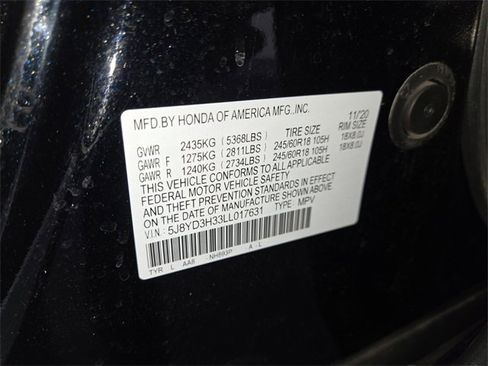 MFD.BY HONDA OF AMERICA MFG.,INC. 11/20
GVWR 2435KG (5368LBS) TIRE SIZE RIM SIZE
GAWR F 1275KG (2811LBS) 245/60R18 105H 18X8.0J
GAWR R 1240KG (2734LBS) 245/60R18 105H 18X8.0J
THIS VEHICLE CONFORMS TO ALL APPLICABLE
FEDERAL MOTOR VEHICLE SAFETY
AND THEFT PREVENTION STANDARDS IN EFFECT
ON THE DATE OF MANUFACTURE SHOWN ABOVE
V.I.N: 5J8YD3H33LL017631 TYPE: MPV
TYR L AA8 NH893P A - L